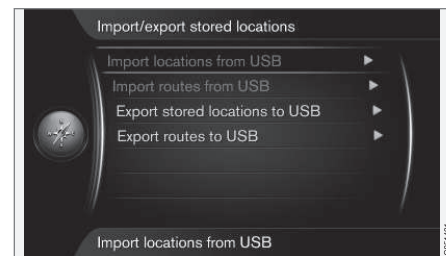 Import/export stored locations
Import locations from USB
Import routes from USB
Export stored locations to USB
Export routes to USB
Import locations from USB